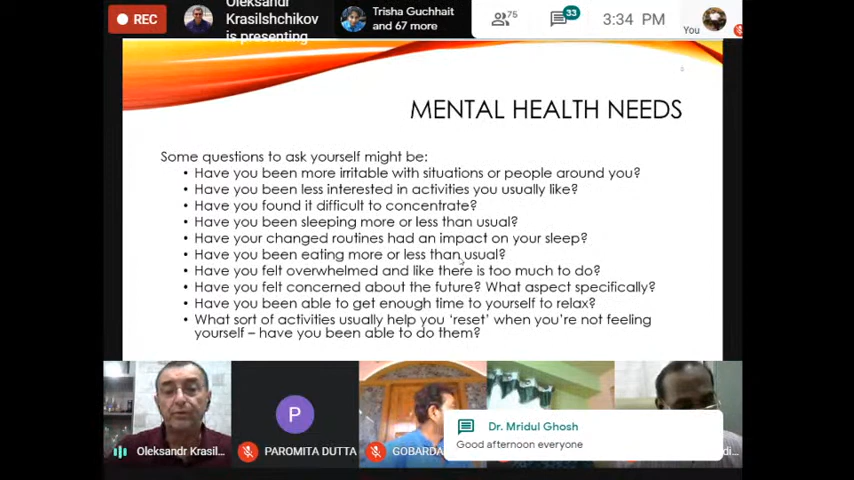 REC
Oleksandr
Krasilshchikov
is presenting
Trisha Guchhait
and 67 more
75
33
3:34 PM
You
MENTAL HEALTH NEEDS
Some questions to ask yourself might be:
• Have you been more irritable with situations or people around you?
• Have you been less interested in activities you usually like?
• Have you found it difficult to concentrate?
• Have you been sleeping more or less than usual?
• Have your changed routines had an impact on your sleep?
• Have you been eating more or less than usual?
• Have you felt overwhelmed and like there is too much to do?
• Have you felt concerned about the future? What aspect specifically?
• Have you been able to get enough time to yourself to relax?
• What sort of activities usually help you ‘reset’ when you’re not feeling
yourself – have you been able to do them?
P
Dr. Mridul Ghosh
Good afternoon everyone
Oleksandr Krasil...
PAROMITA DUTTA
GOBARDA
di...